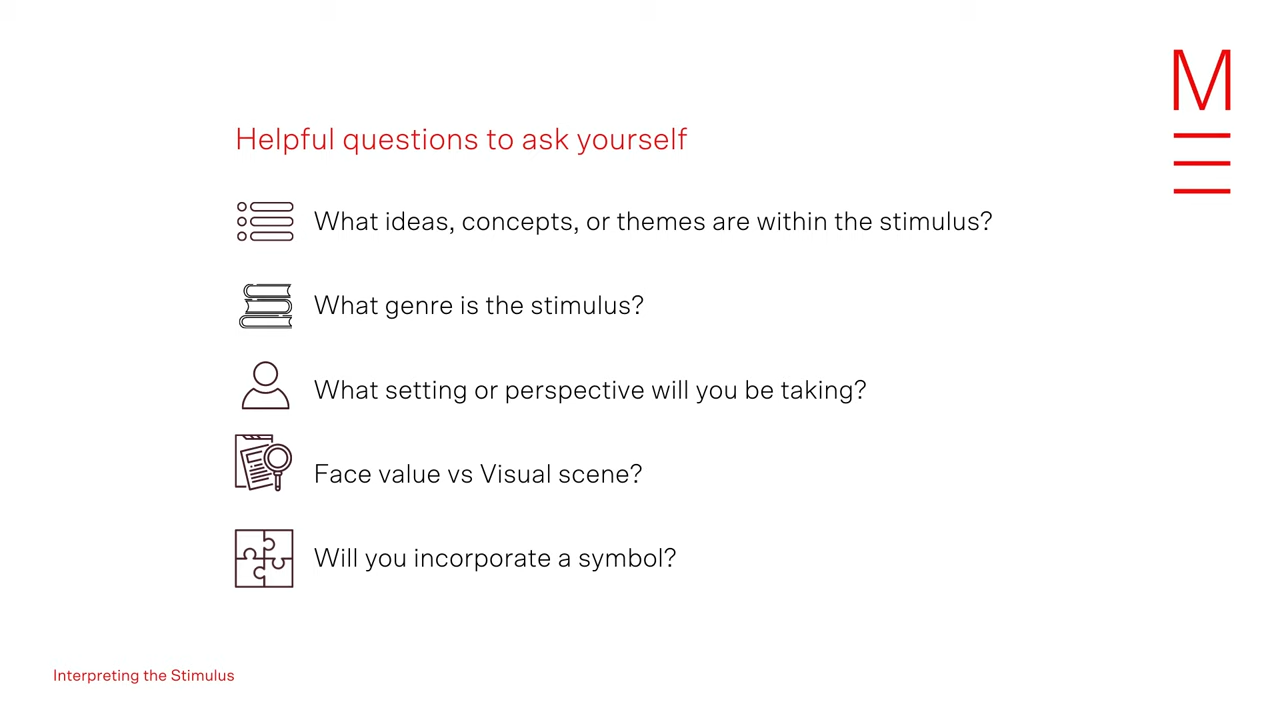 M
Helpful questions to ask yourself
What ideas, concepts, or themes are within the stimulus?
What genre is the stimulus?
What setting or perspective will you be taking?
Face value vs Visual scene?
Will you incorporate a symbol?
Interpreting the Stimulus